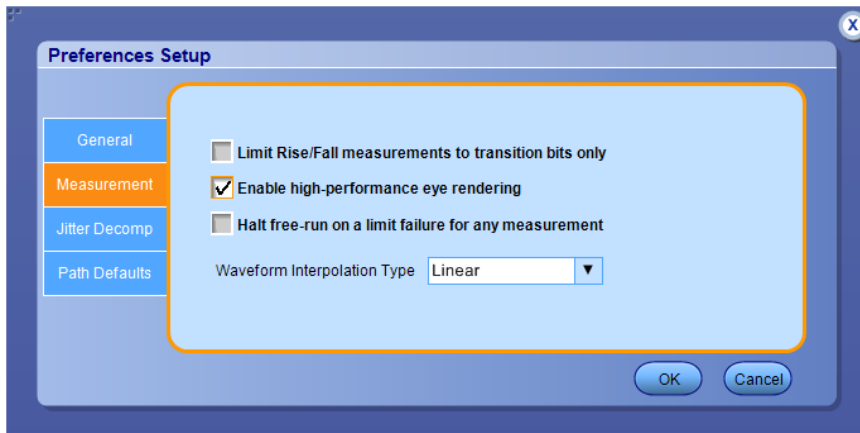 X
Preferences Setup
General
Measurement
Jitter Decomp
Path Defaults
Limit Rise/Fall measurements to transition bits only
Enable high-performance eye rendering
Halt free-run on a limit failure for any measurement
Waveform Interpolation Type Linear
OK Cancel